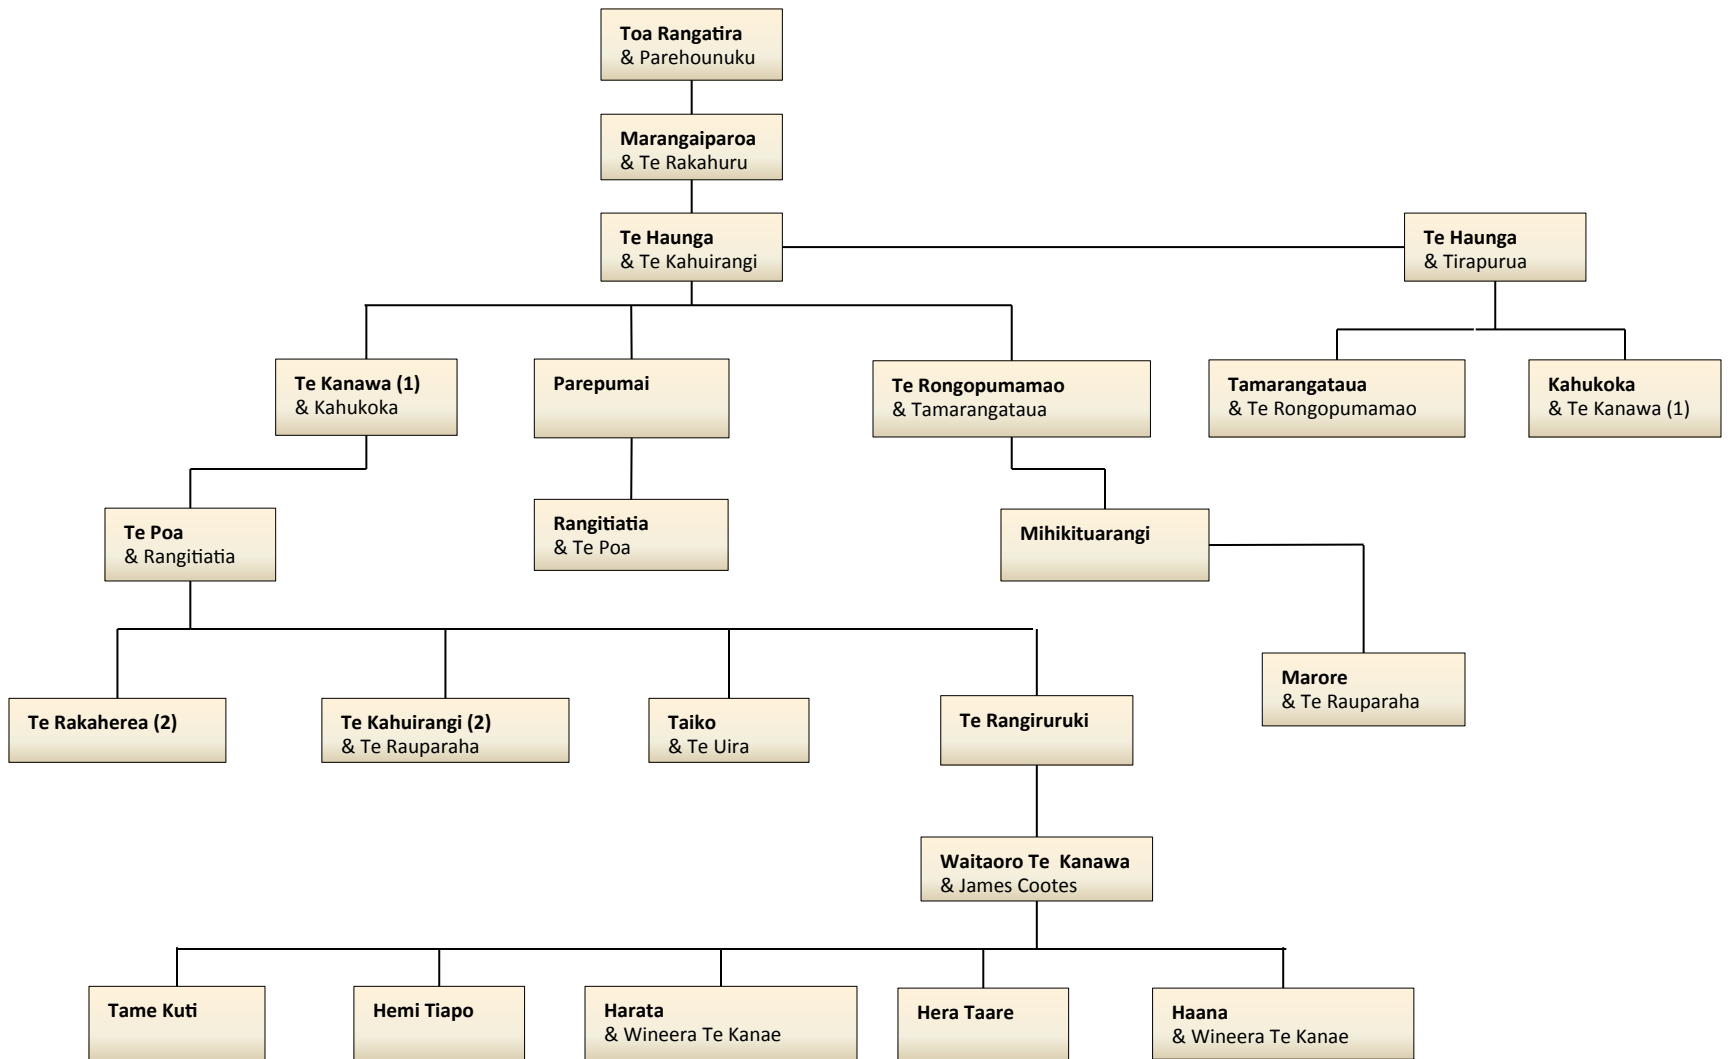 Toa Rangatira
& Parehounuku
Marangaiparoa
& Te Rakahuru
Te Haunga
& Te Kahuirangi
Te Haunga
& Tirapurua
Te Kanawa (1)
& Kahukoka
Parepumai
Te Rongopumamao
& Tamarangataua
Tamarangataua
& Te Rongopumamao
Kahukoka
& Te Kanawa (1)
Te Poa
& Rangitiatia
Rangitiatia
& Te Poa
Mihikituarangi
Marore
& Te Rauparaha
Te Rakaherea (2)
Te Kahuirangi (2)
& Te Rauparaha
Taiko
& Te Uira
Te Rangiruruki
Waitaoro Te Kanawa
& James Cootes
Tame Kuti
Hemi Tiapo
Harata
& Wineera Te Kanae
Hera Taare
Haana
& Wineera Te Kanae